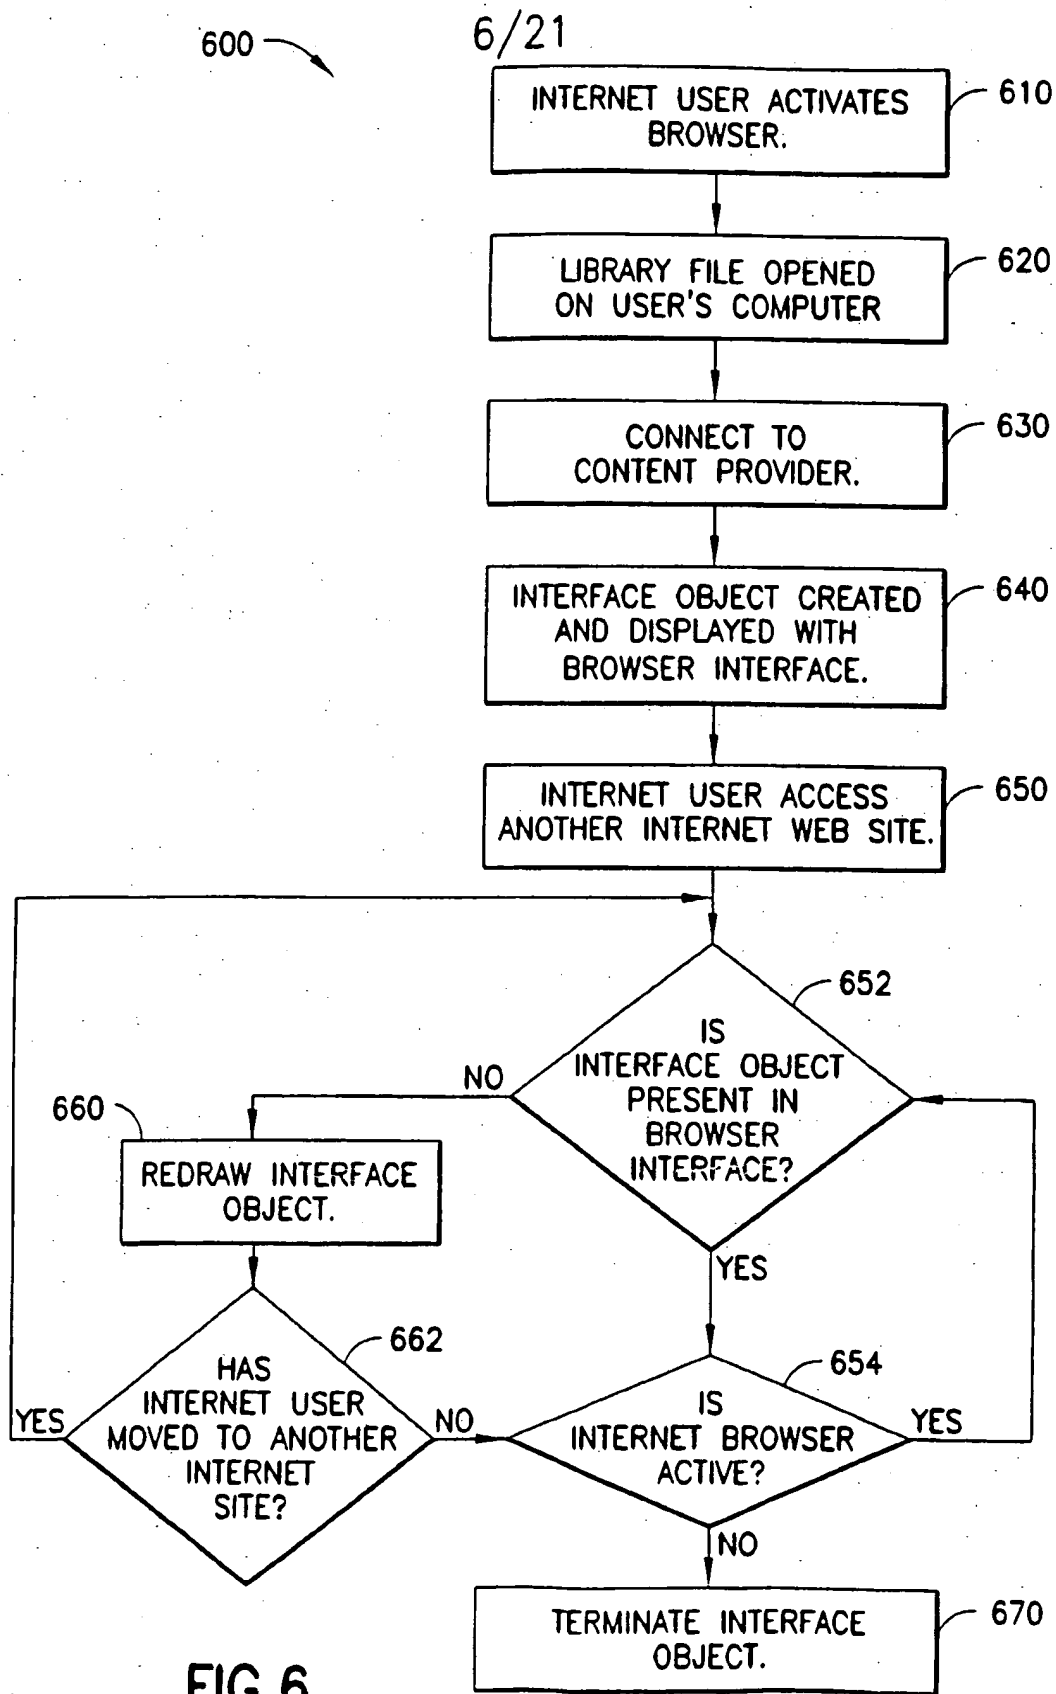 6/21
600
INTERNET USER ACTIVATES
BROWSER.
610
LIBRARY FILE OPENED
ON USER'S COMPUTER
620
CONNECT TO
CONTENT PROVIDER.
630
INTERFACE OBJECT CREATED
AND DISPLAYED WITH
BROWSER INTERFACE.
640
INTERNET USER ACCESS
ANOTHER INTERNET WEB SITE.
650
652
IS
INTERFACE OBJECT
PRESENT IN
BROWSER
INTERFACE?
NO
YES
660
REDRAW INTERFACE
OBJECT.
662
HAS
INTERNET USER
MOVED TO ANOTHER
INTERNET
SITE?
YES
NO
654
IS
INTERNET BROWSER
ACTIVE?
YES
NO
TERMINATE INTERFACE
OBJECT.
670
FIG.6